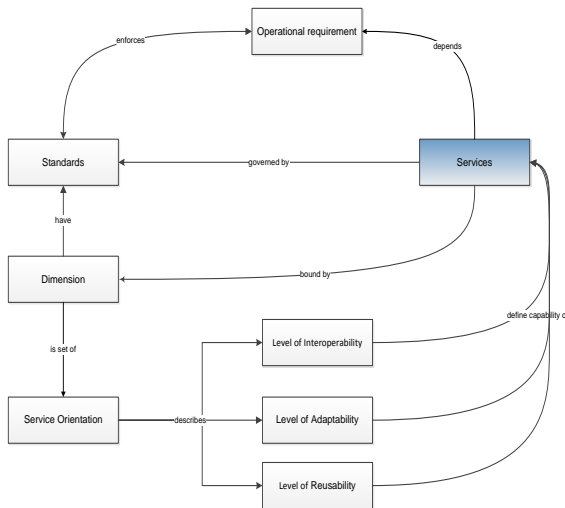 Operational requirement
enforces
depends
Standards
governed by
Services
have
Dimension
bound by
define capability o
Level of Interoperability
is set of
Service Orientation
describes
Level of Adaptability
Level of Reusability